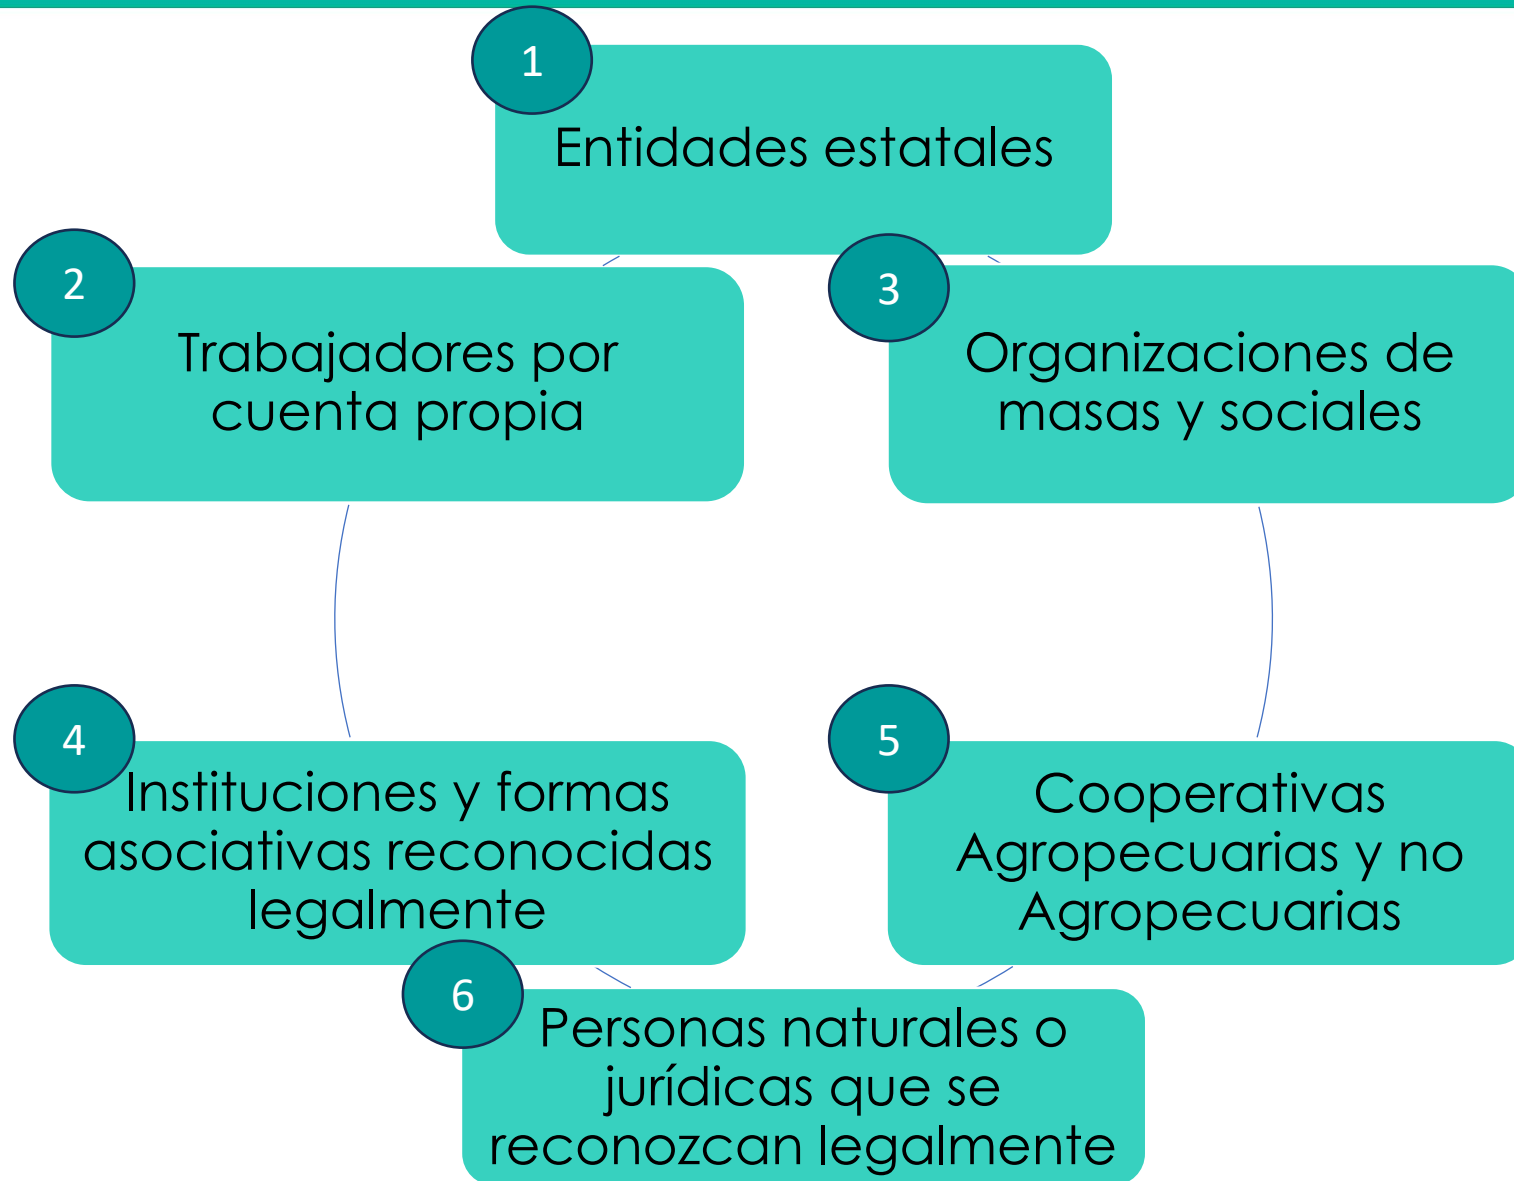 1
Entidades estatales
2
Trabajadores por
cuenta propia
3
Organizaciones de
masas y sociales
4
Instituciones y formas
asociativas reconocidas
legalmente
5
Cooperativas
Agropecuarias y no
Agropecuarias
6
Personas naturales o
jurídicas que se
reconozcan legalmente